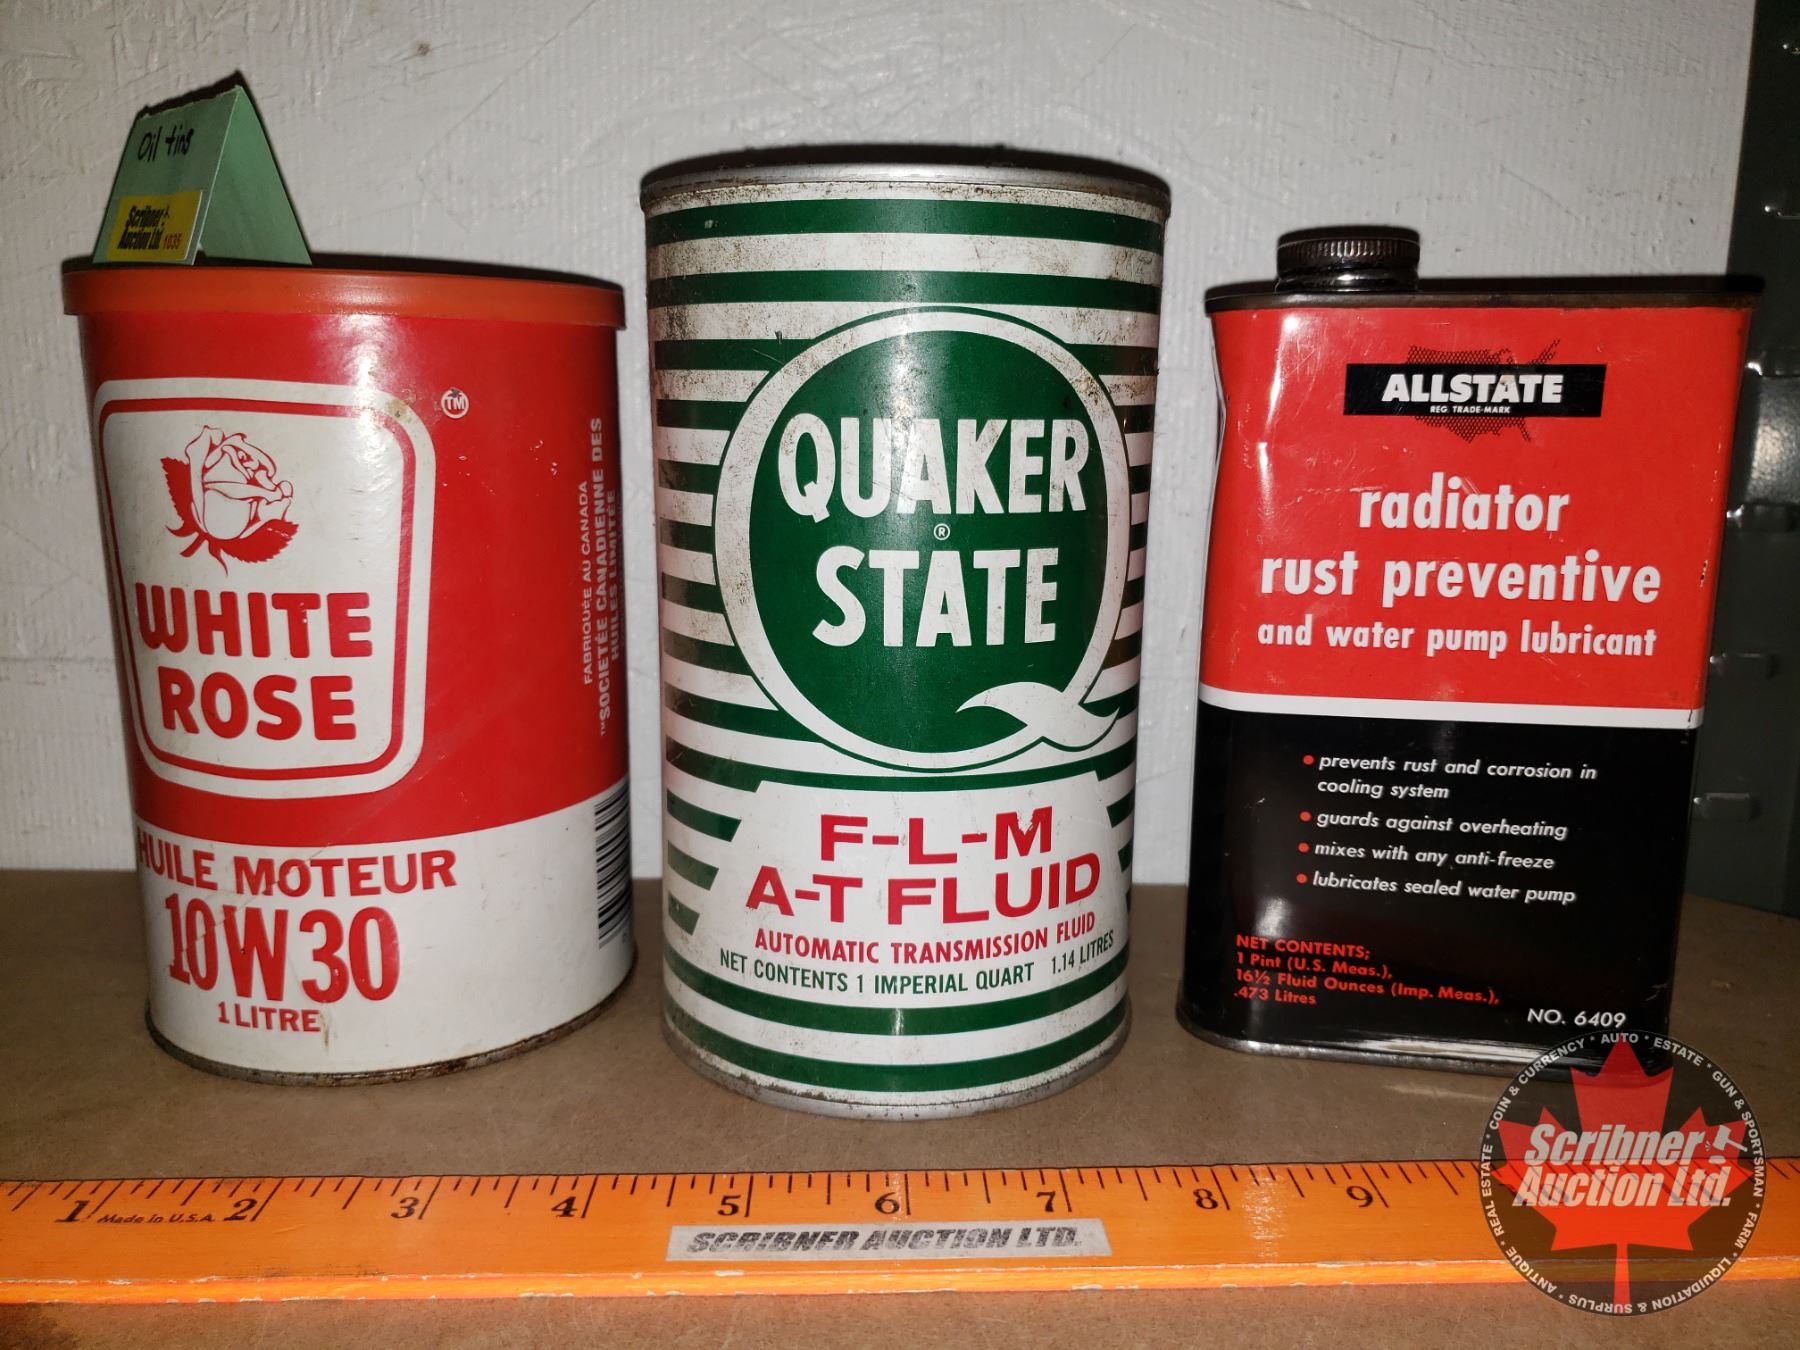 Oil tins
Scribner
Auction Ltd. 1035
TM
WHITE
ROSE
FABRIQUÉE AU CANADA
™SOCIETÉE CANADIENNE DES
HUILES LIMITÉE
HUILE MOTEUR
10W30
1 LITRE
QUAKER
®
STATE
F-L-M
A-T FLUID
AUTOMATIC TRANSMISSION FLUID
NET CONTENTS 1 IMPERIAL QUART 1.14 LITRES
ALLSTATE
REG. TRADE-MARK
radiator
rust preventive
and water pump lubricant
• prevents rust and corrosion in
cooling system
• guards against overheating
• mixes with any anti-freeze
• lubricates sealed water pump
NET CONTENTS;
1 Pint (U.S. Meas.),
16½ Fluid Ounces (Imp. Meas.),
.473 Litres
NO. 6409
1 2 3 4 5 6 7 8 9
Made in U.S.A.
SCRIBNER AUCTION LTD.
ANTIQUE * REAL ESTATE * COIN & CURRENCY * AUTO * ESTATE * GUN & SPORTSMAN * FARM * LIQUIDATION & SURPLUS *
Scribner
Auction Ltd.